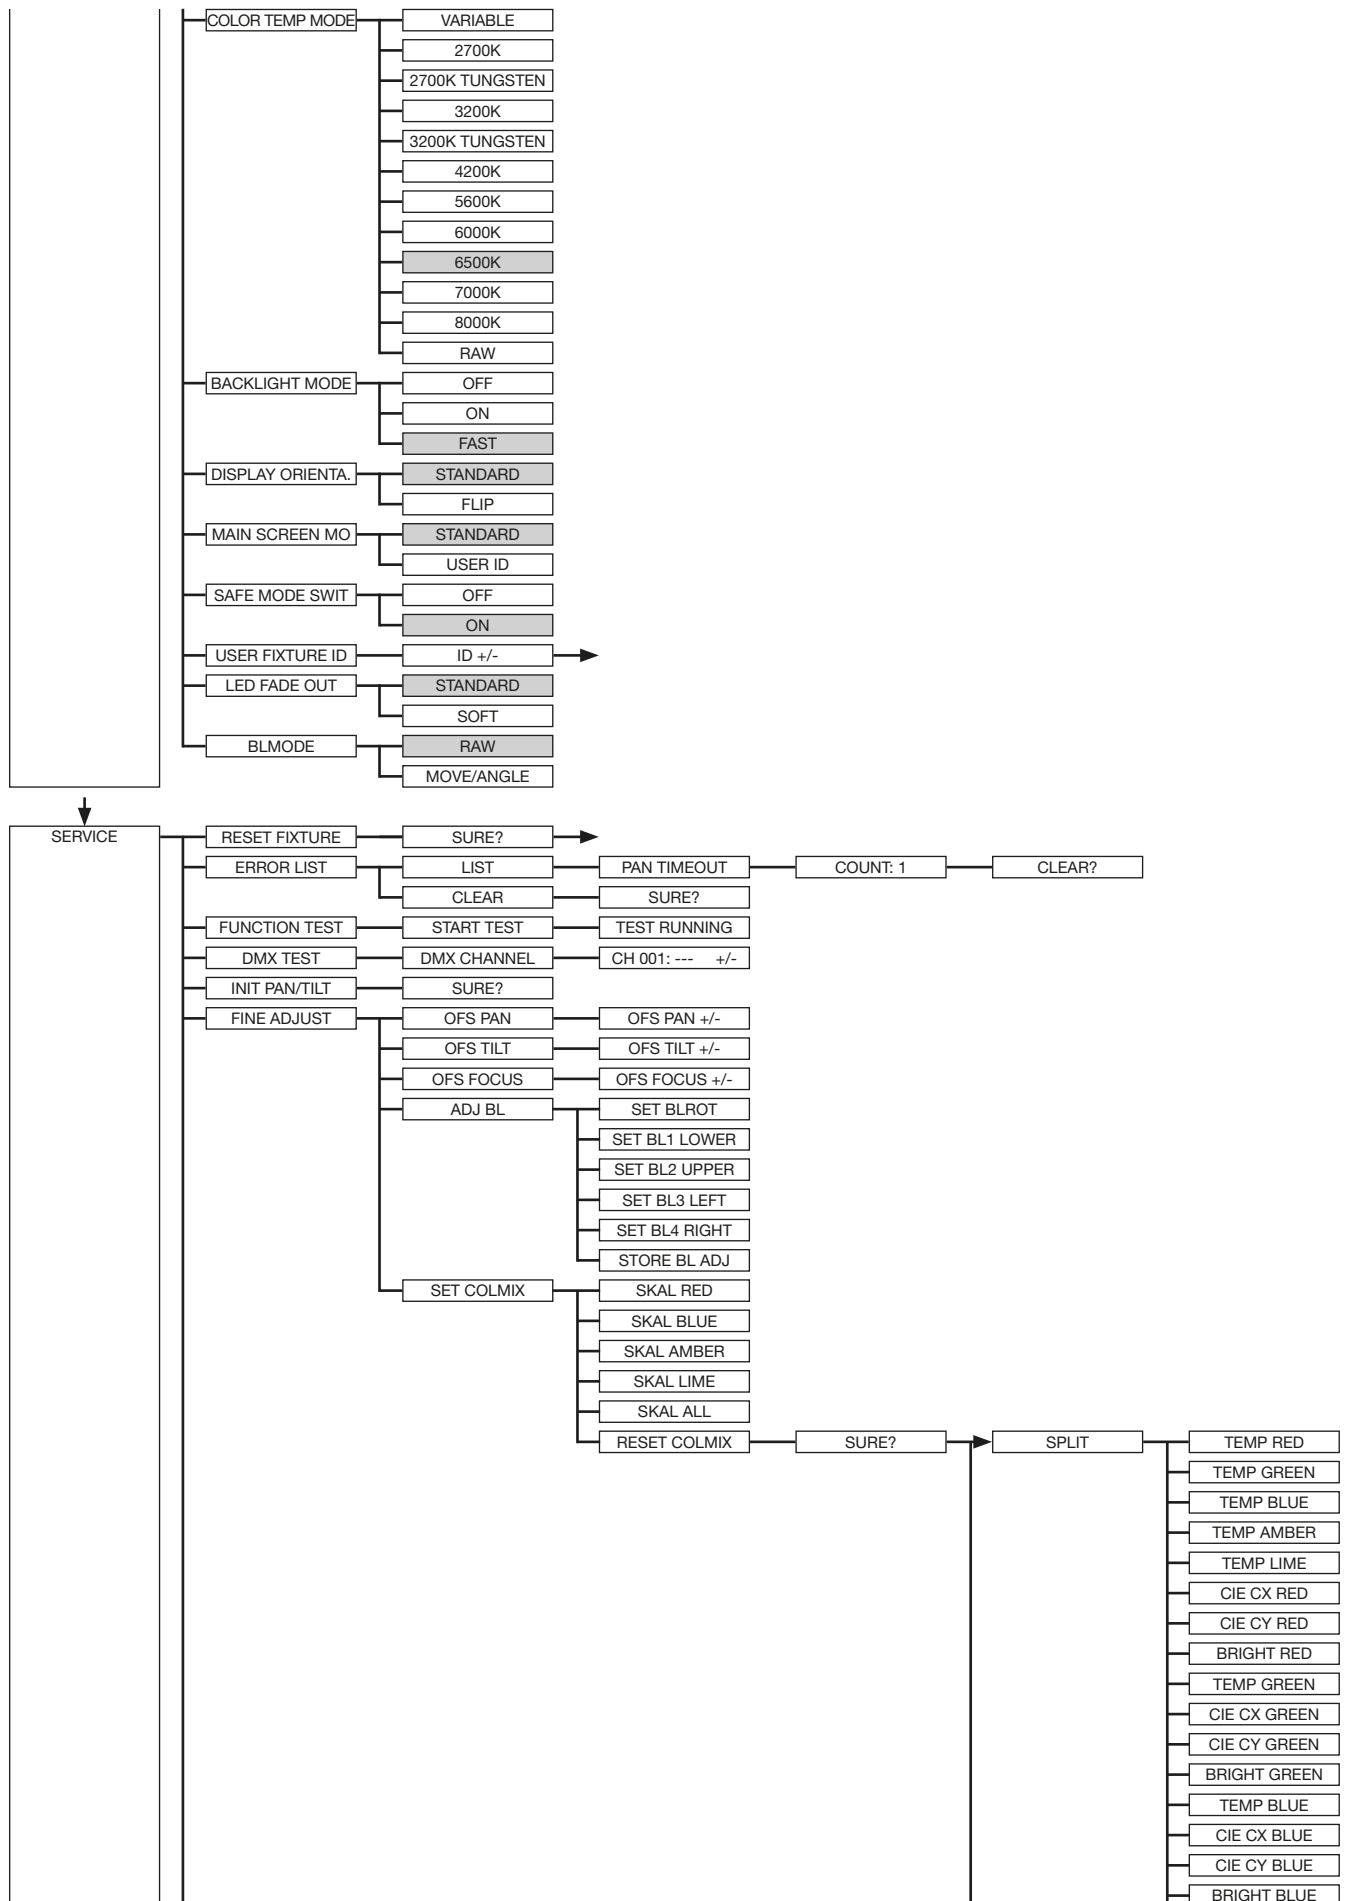 COLOR TEMP MODE VARIABLE
2700K
2700K TUNGSTEN
3200K
3200K TUNGSTEN
4200K
5600K
6000K
6500K
7000K
8000K
RAW
BACKLIGHT MODE OFF
ON
FAST
DISPLAY ORIENTA. STANDARD
FLIP
MAIN SCREEN MO STANDARD
USER ID
SAFE MODE SWIT OFF
ON
USER FIXTURE ID ID +/-
LED FADE OUT STANDARD
SOFT
BLMODE RAW
MOVE/ANGLE
SERVICE RESET FIXTURE SURE?
ERROR LIST LIST PAN TIMEOUT COUNT: 1 CLEAR?
CLEAR SURE?
FUNCTION TEST START TEST TEST RUNNING
DMX TEST DMX CHANNEL CH 001: --- +/-
INIT PAN/TILT SURE?
FINE ADJUST OFS PAN OFS PAN +/-
OFS TILT OFS TILT +/-
OFS FOCUS OFS FOCUS +/-
ADJ BL SET BLROT
SET BL1 LOWER
SET BL2 UPPER
SET BL3 LEFT
SET BL4 RIGHT
STORE BL ADJ
SET COLMIX SKAL RED
SKAL BLUE
SKAL AMBER
SKAL LIME
SKAL ALL
RESET COLMIX SURE? SPLIT TEMP RED
TEMP GREEN
TEMP BLUE
TEMP AMBER
TEMP LIME
CIE CX RED
CIE CY RED
BRIGHT RED
TEMP GREEN
CIE CX GREEN
CIE CY GREEN
BRIGHT GREEN
TEMP BLUE
CIE CX BLUE
CIE CY BLUE
BRIGHT BLUE